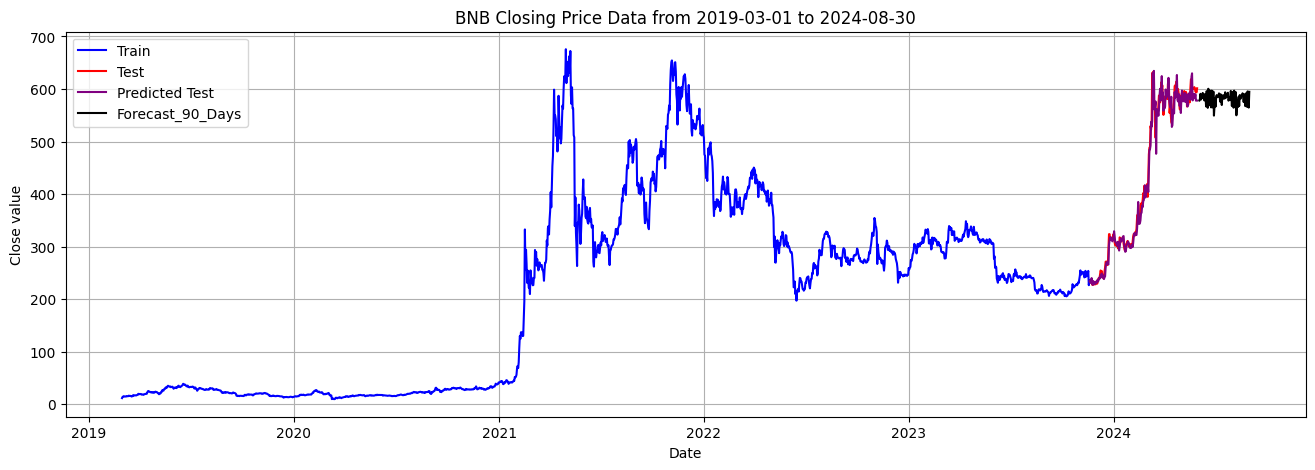 BNB Closing Price Data from 2019-03-01 to 2024-08-30
700
600
500
400
300
200
100
0
Close value
Train
Test
Predicted Test
Forecast_90_Days
2019
2020
2021
2022
2023
2024
Date